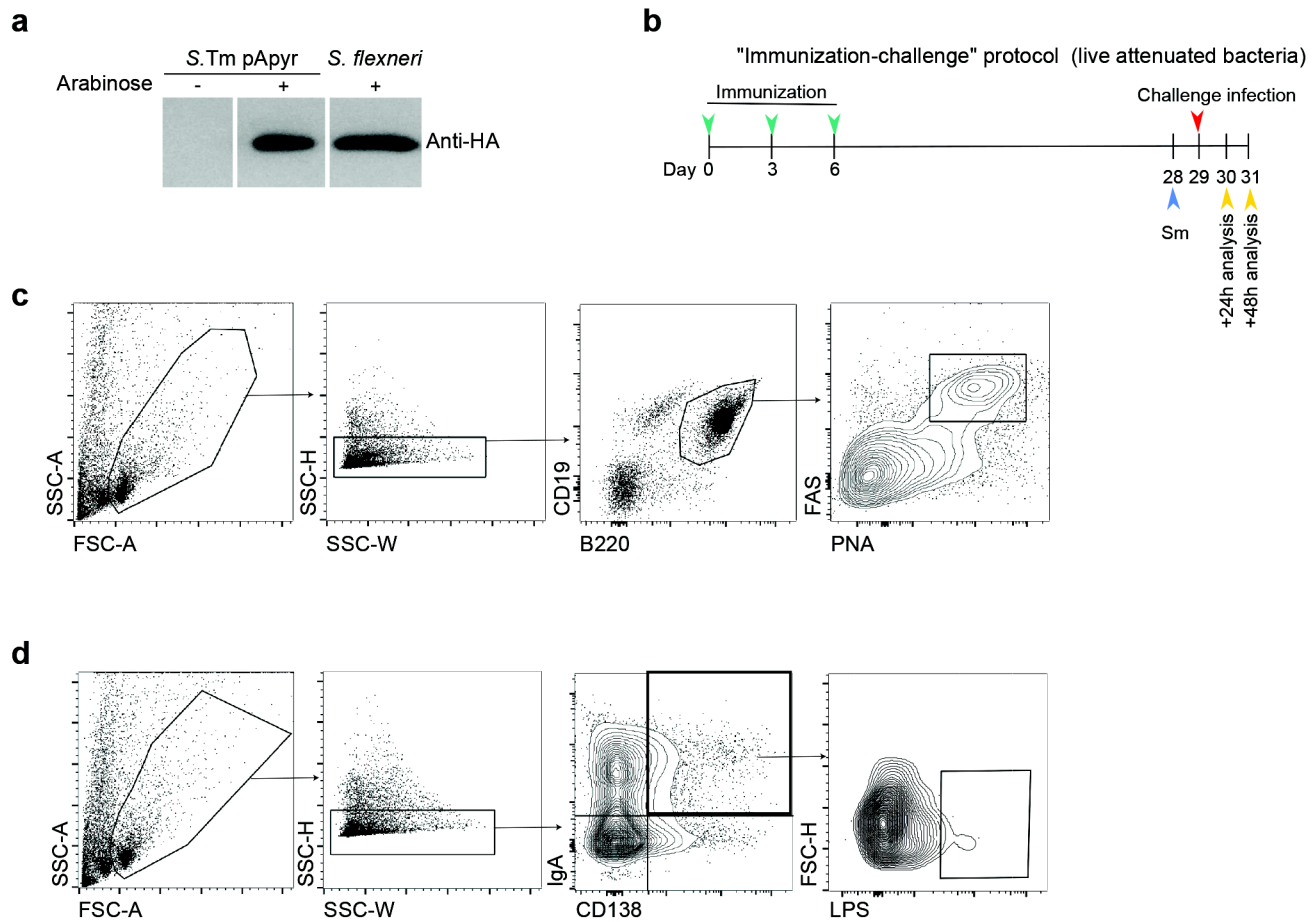 a
S.Tm pApyr S. flexneri
Arabinose - + +
Anti-HA
b
"Immunization-challenge" protocol (live attenuated bacteria)
Immunization
Challenge infection
Day 0 3 6 28 29 30 31
Sm
+24h analysis
+48h analysis
c
SSC-A
FSC-A
SSC-H
SSC-W
CD19
B220
FAS
PNA
d
SSC-A
FSC-A
SSC-H
SSC-W
IgA
CD138
FSC-H
LPS